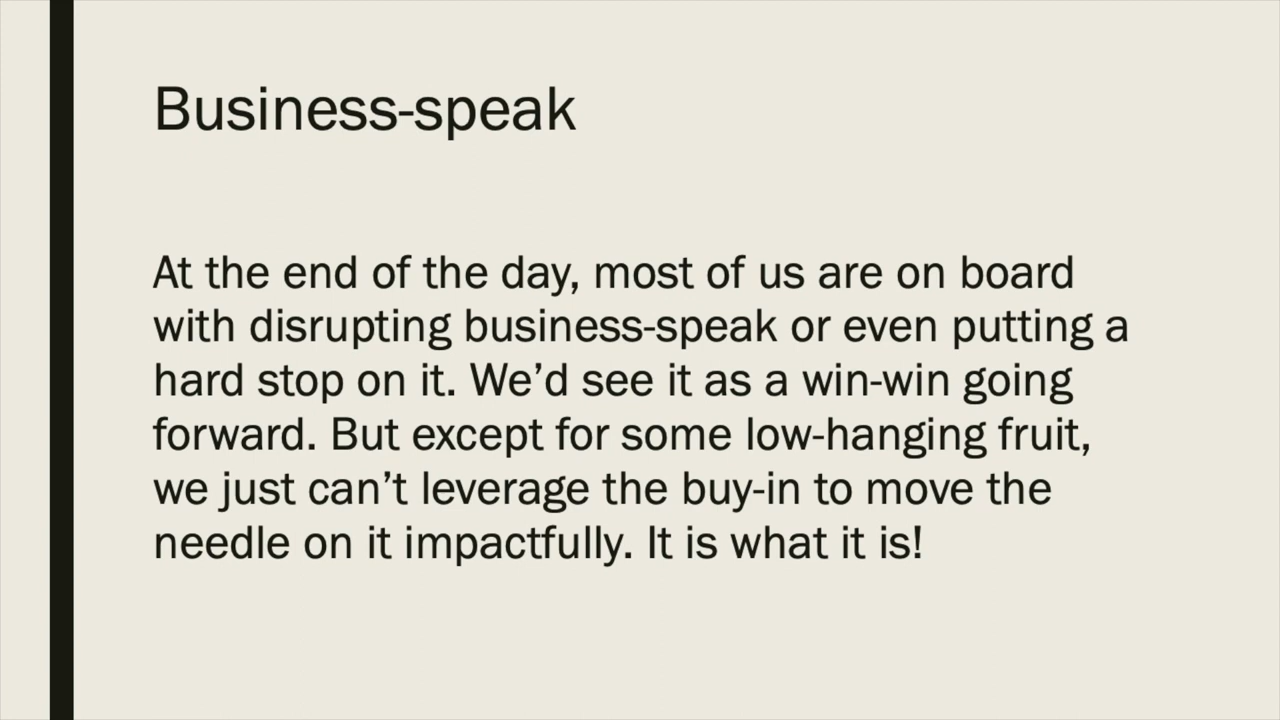 Business-speak
At the end of the day, most of us are on board
with disrupting business-speak or even putting a
hard stop on it. We’d see it as a win-win going
forward. But except for some low-hanging fruit,
we just can’t leverage the buy-in to move the
needle on it impactfully. It is what it is!